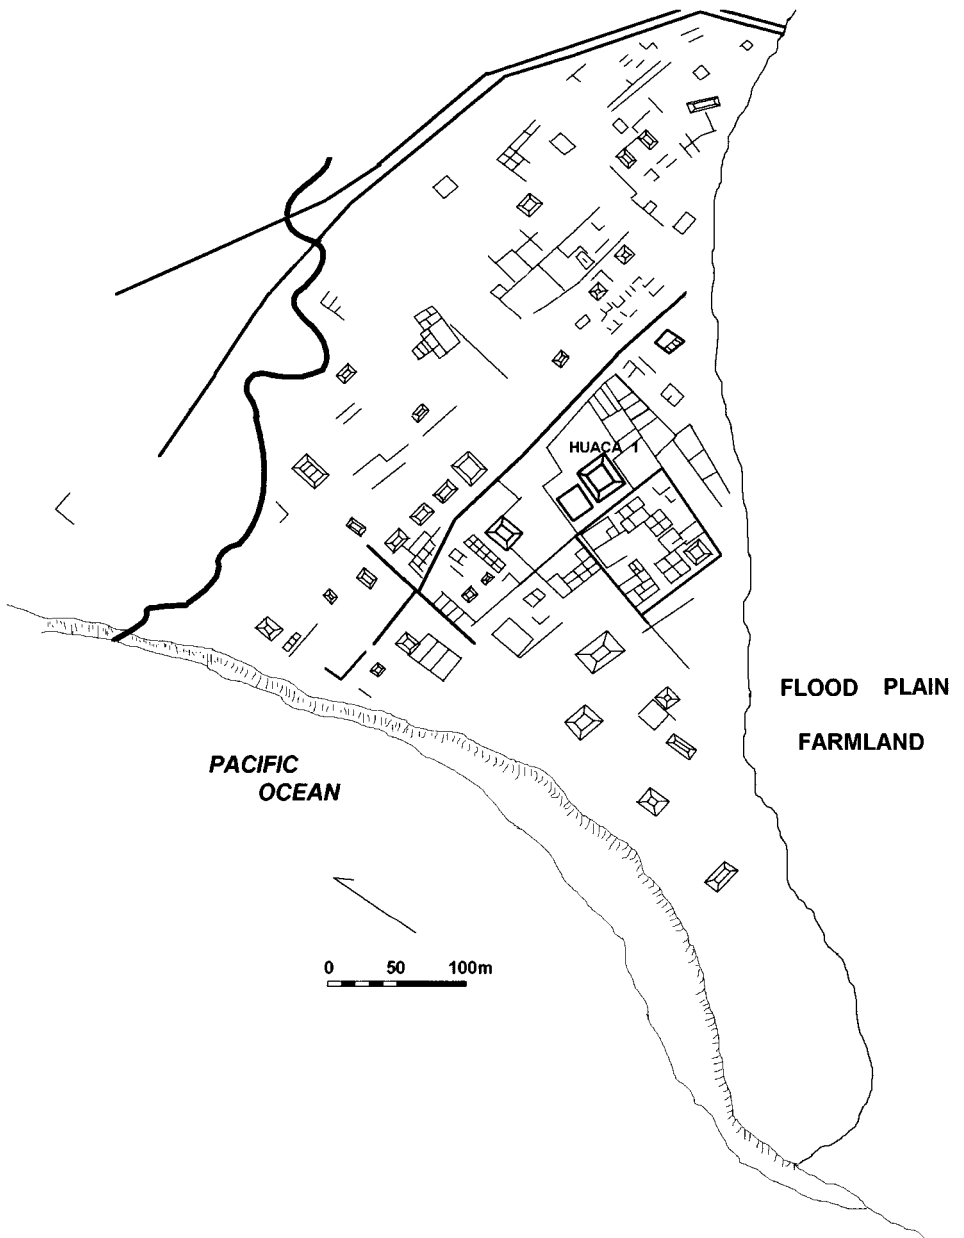 HUACA 1
FLOOD PLAIN
FARMLAND
PACIFIC
OCEAN
0 50 100m